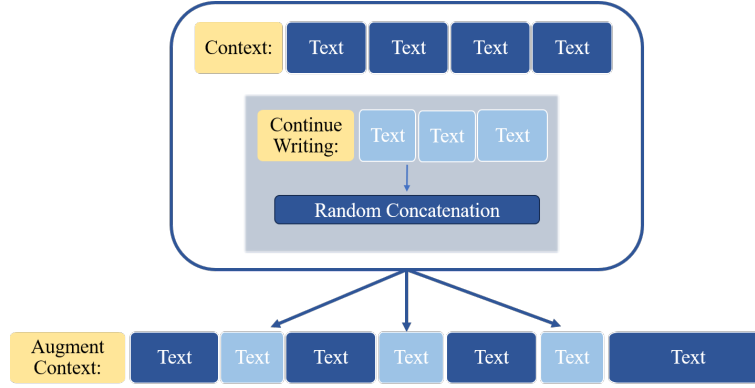 Context: Text Text Text Text
Continue Text Text Text
Writing:
Random Concatenation
Augment Text Text Text Text Text Text Text
Context: